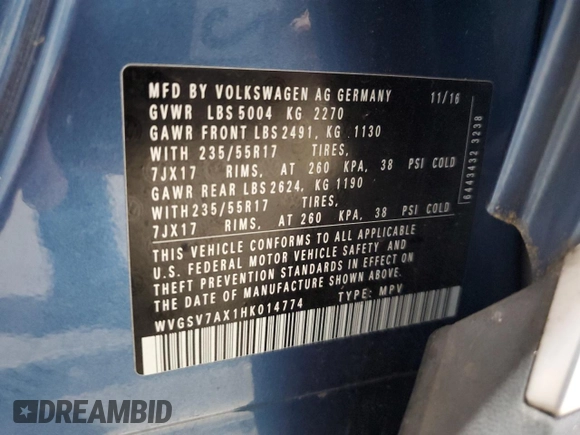 MFD BY VOLKSWAGEN AG GERMANY 11/16
GVWR LBS 5004 KG 2270
GAWR FRONT LBS 2491, KG 1130
WITH 235/55R17 TIRES,
7JX17 RIMS, AT 260 KPA, 38 PSI COLD
GAWR REAR LBS 2624, KG 1190
WITH 235/55R17 TIRES,
7JX17 RIMS, AT 260 KPA, 38 PSI COLD
THIS VEHICLE CONFORMS TO ALL APPLICABLE
U.S. FEDERAL MOTOR VEHICLE SAFETY AND
THEFT PREVENTION STANDARDS IN EFFECT ON
THE DATE OF MANUFACTURE SHOWN ABOVE.
WVGSV7AX1HK014774 TYPE: MPV
6443432 3238
DREAMBID